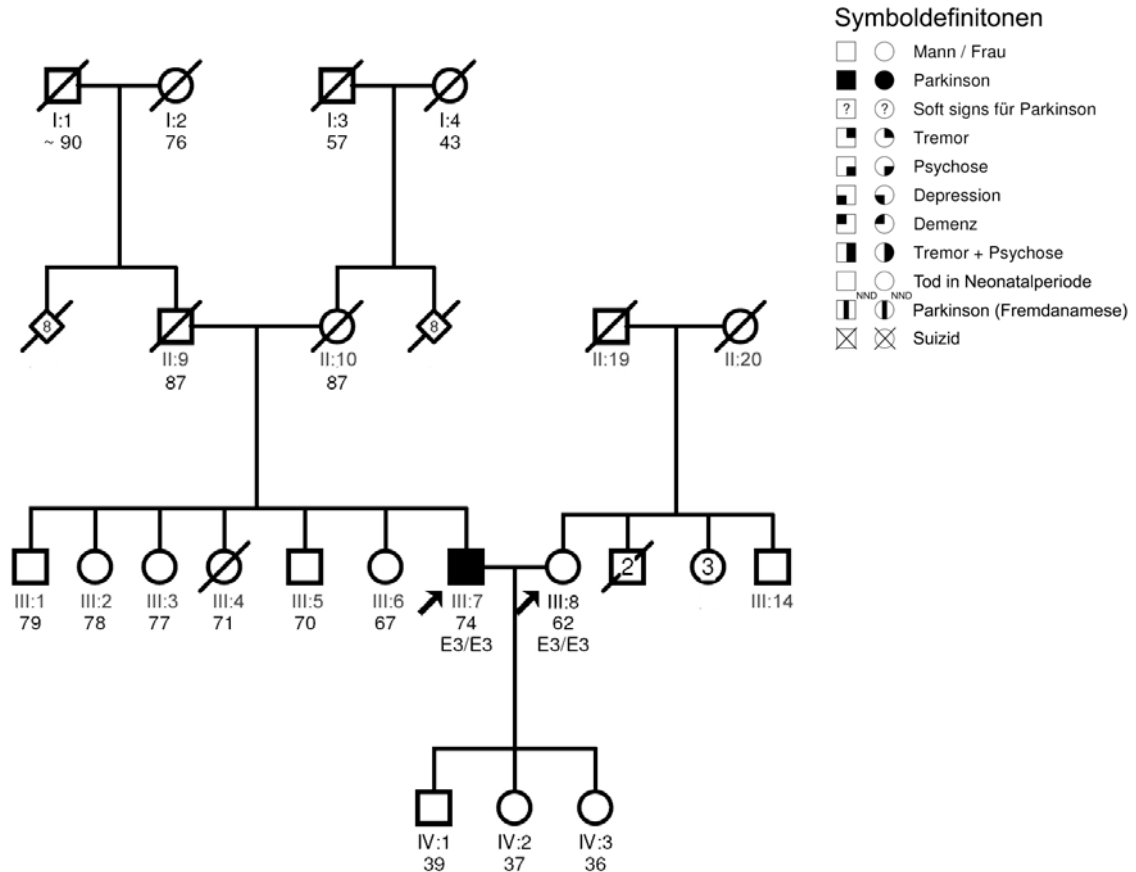 Symboldefinitonen
Mann / Frau
Parkinson
? ? Soft signs für Parkinson
Tremor
Psychose
Depression
Demenz
Tremor + Psychose
Tod in Neonatalperiode
NND NND
Parkinson (Fremdanamese)
Suizid
I:1 I:2 I:3 I:4
~ 90 76 57 43
8 8
II:9 II:10 II:19 II:20
87 87
2 3
III:1 III:2 III:3 III:4 III:5 III:6 III:7 III:8 III:14
79 78 77 71 70 67 74 62
E3/E3 E3/E3
IV:1 IV:2 IV:3
39 37 36